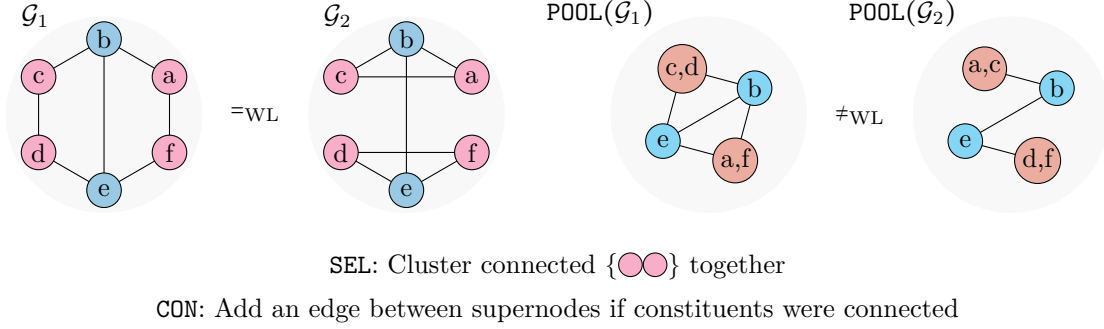 𝒢₁ 𝒢₂ POOL(𝒢₁) POOL(𝒢₂)
b b c,d a,c
c a c a b b
=WL ≠WL
d f d f e e
e e a,f d,f
SEL: Cluster connected {} together
CON: Add an edge between supernodes if constituents were connected